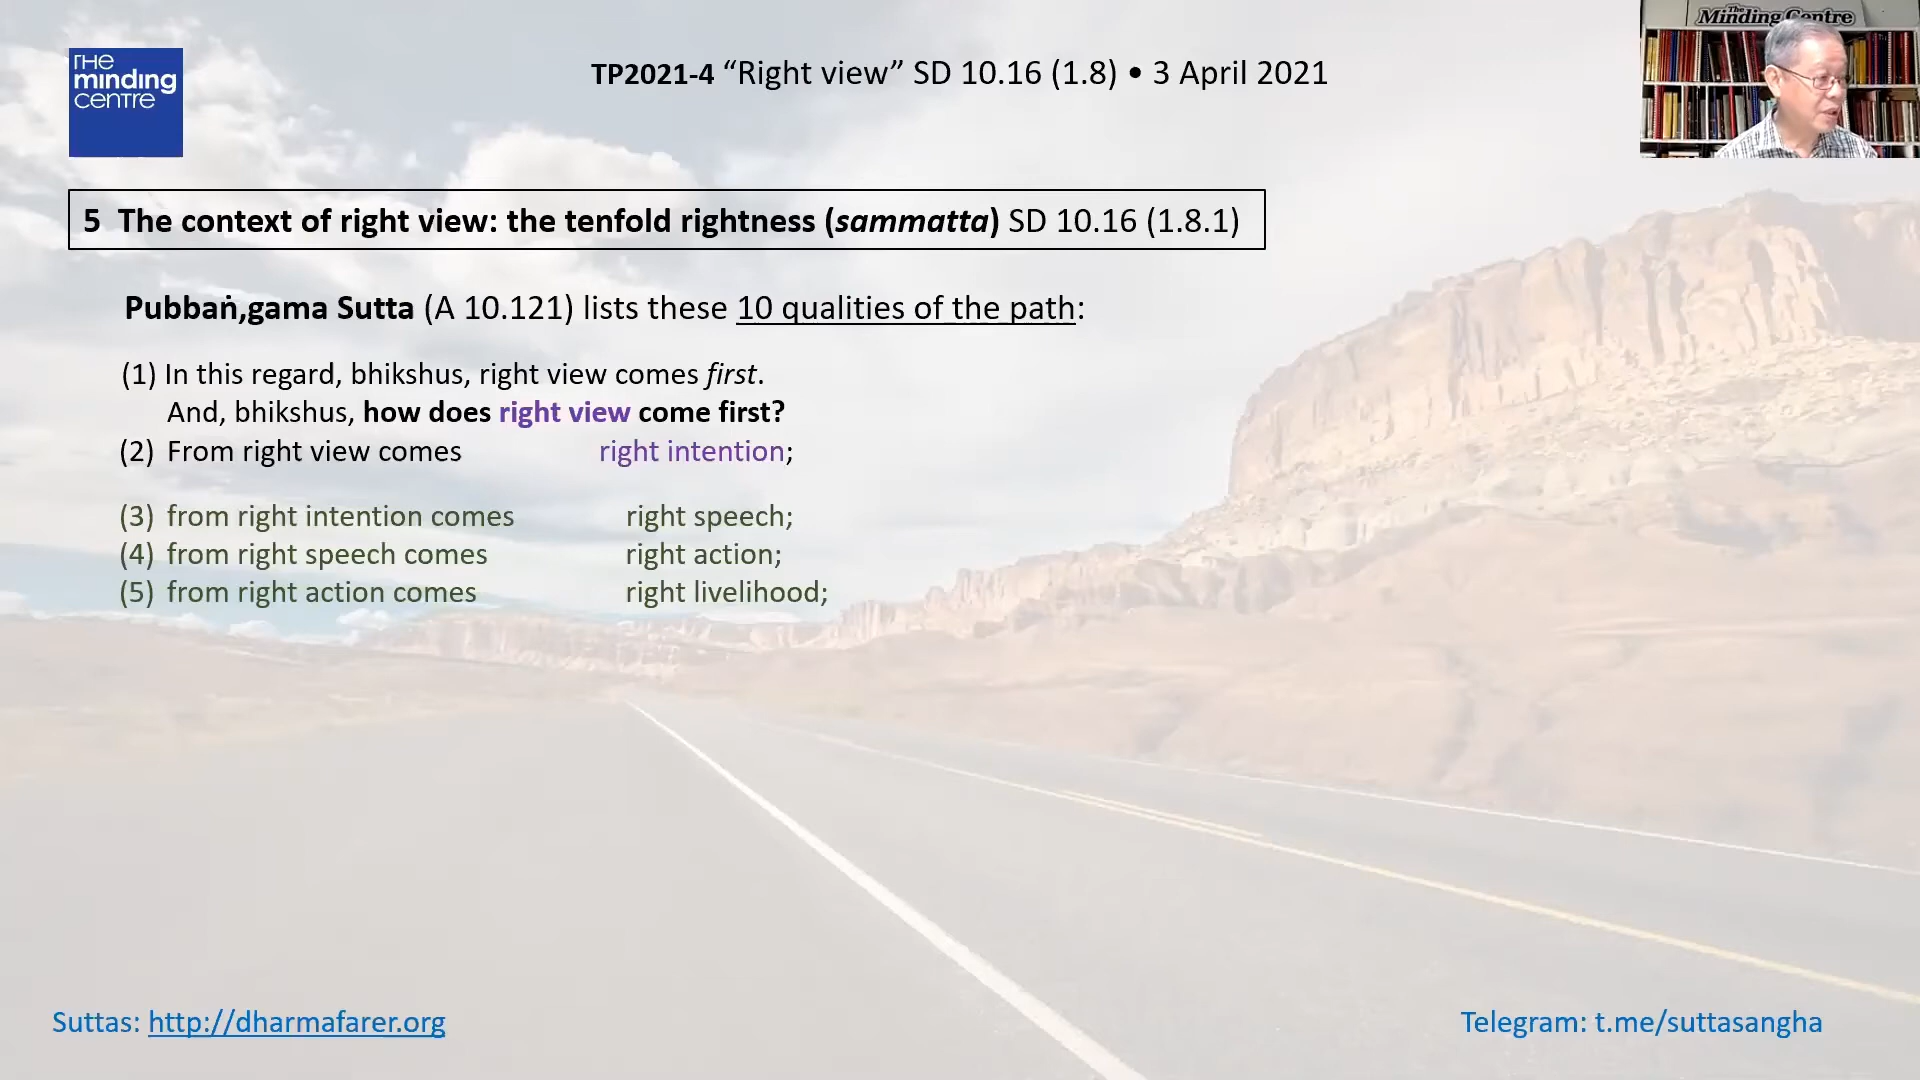 THE
minding
centre
TP2021-4 “Right view” SD 10.16 (1.8) • 3 April 2021
The
Minding Centre
5 The context of right view: the tenfold rightness (sammatta) SD 10.16 (1.8.1)
Pubbaṅ,gama Sutta (A 10.121) lists these 10 qualities of the path:
(1) In this regard, bhikshus, right view comes first.
And, bhikshus, how does right view come first?
(2) From right view comes right intention;
(3) from right intention comes right speech;
(4) from right speech comes right action;
(5) from right action comes right livelihood;
Suttas: http://dharmafarer.org
Telegram: t.me/suttasangha